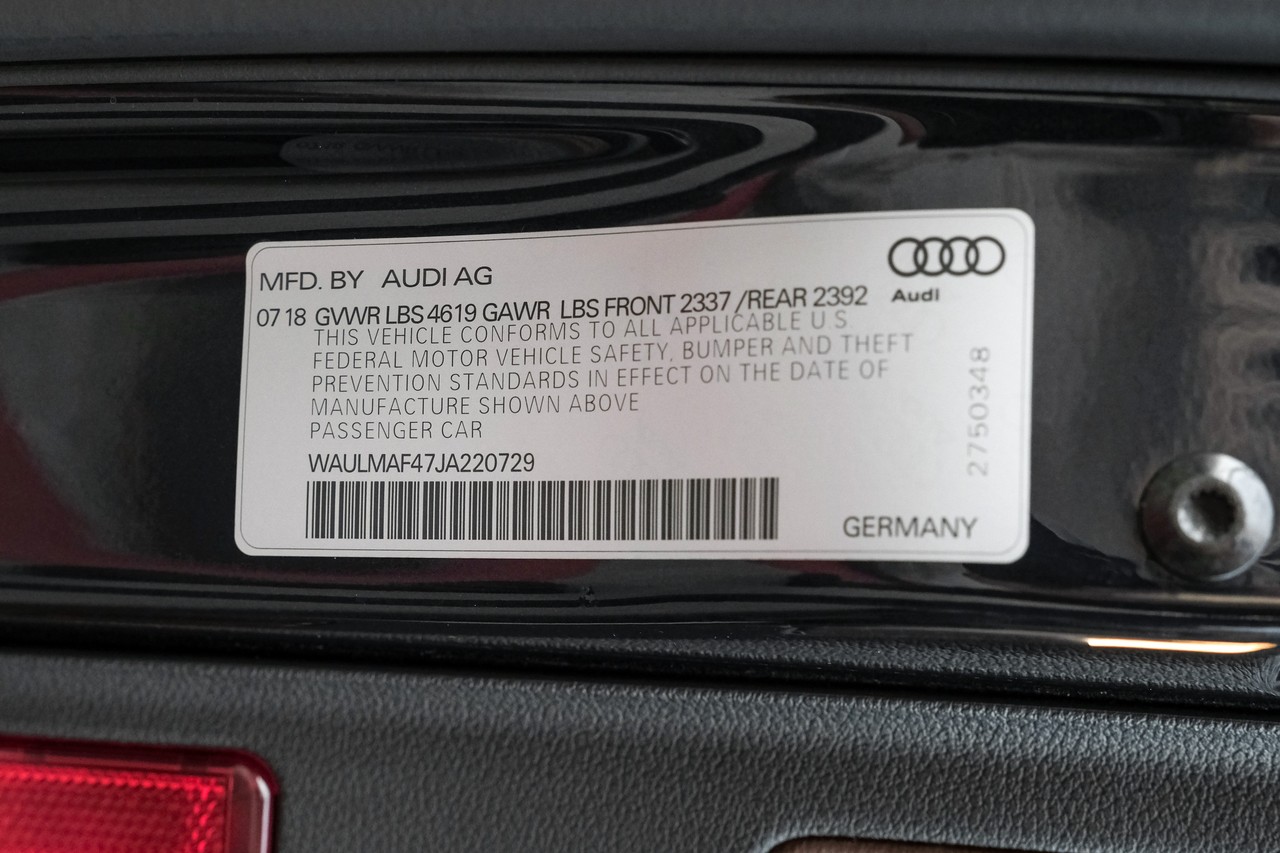 MFD. BY AUDI AG
Audi
07 18 GVWR LBS 4619 GAWR LBS FRONT 2337 /REAR 2392
THIS VEHICLE CONFORMS TO ALL APPLICABLE U S
FEDERAL MOTOR VEHICLE SAFETY, BUMPER AND THEFT
PREVENTION STANDARDS IN EFFECT ON THE DATE OF
MANUFACTURE SHOWN ABOVE
PASSENGER CAR
WAULMAF47JA220729
2750348
GERMANY